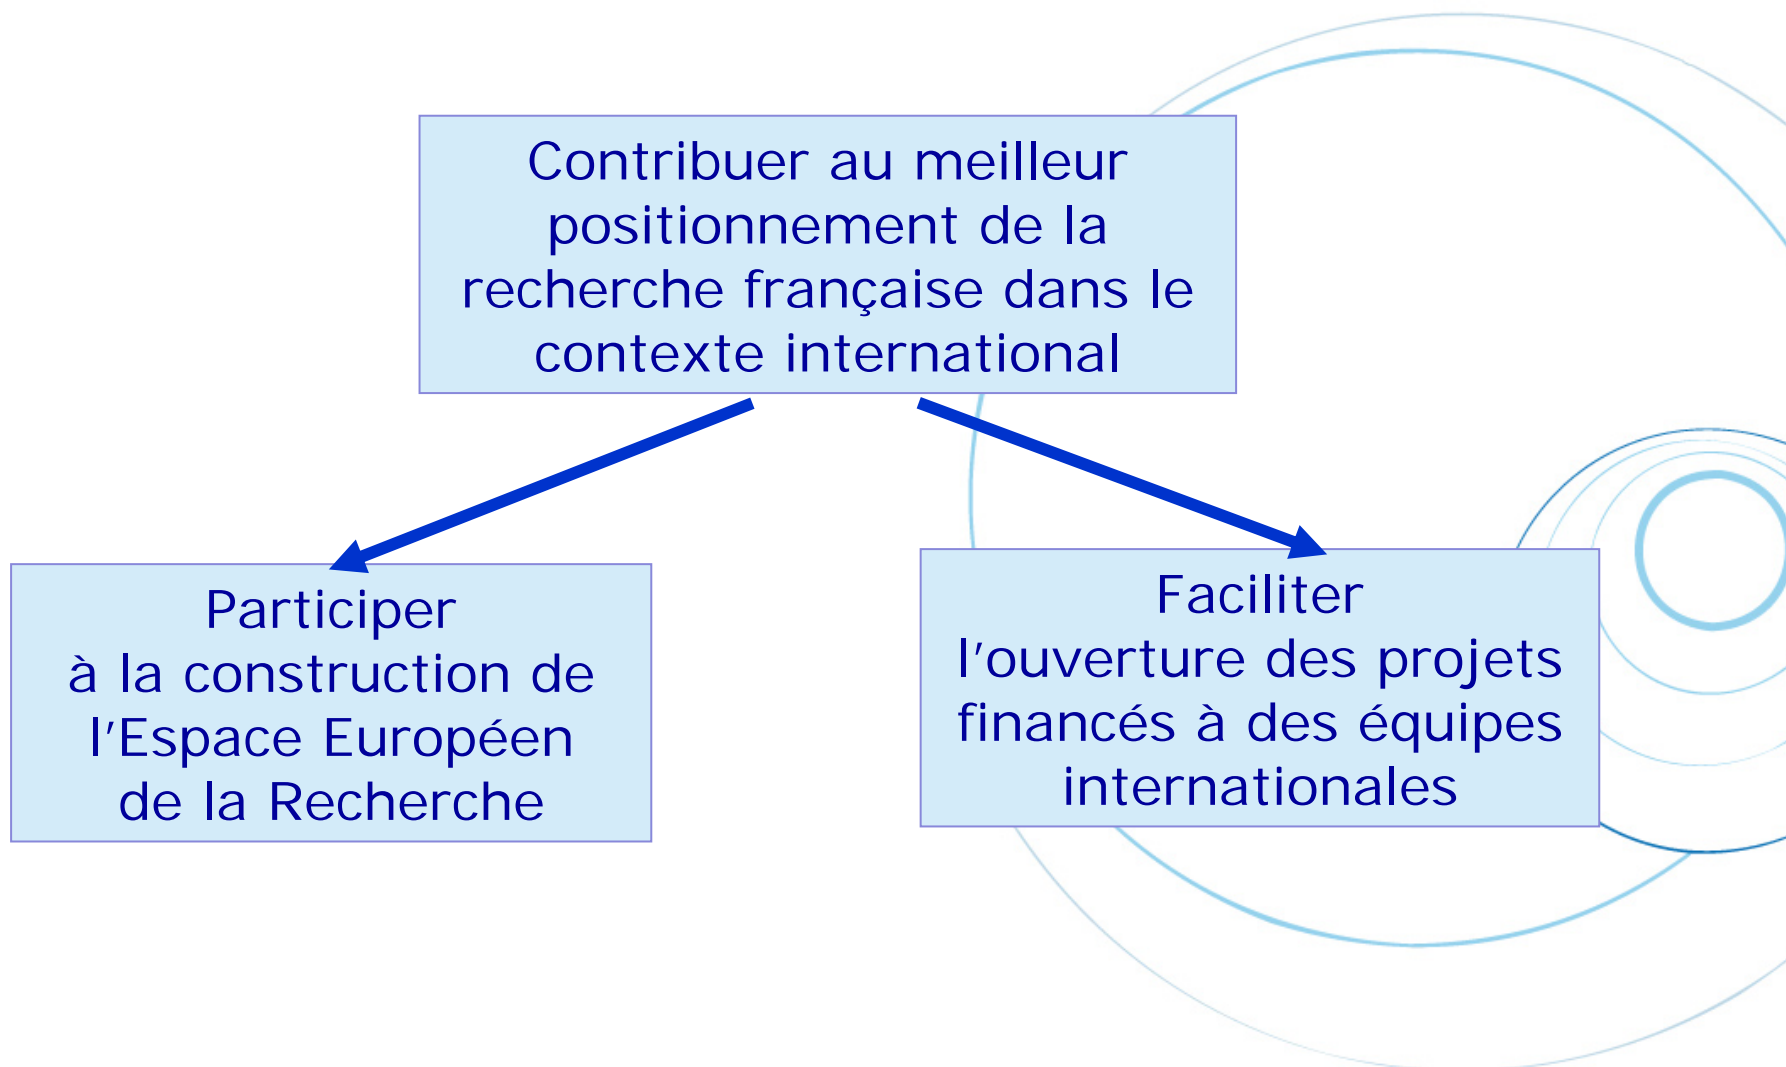 Contribuer au meilleur
positionnement de la
recherche française dans le
contexte international
Participer
à la construction de
l'Espace Européen
de la Recherche
Faciliter
l'ouverture des projets
financés à des équipes
internationales